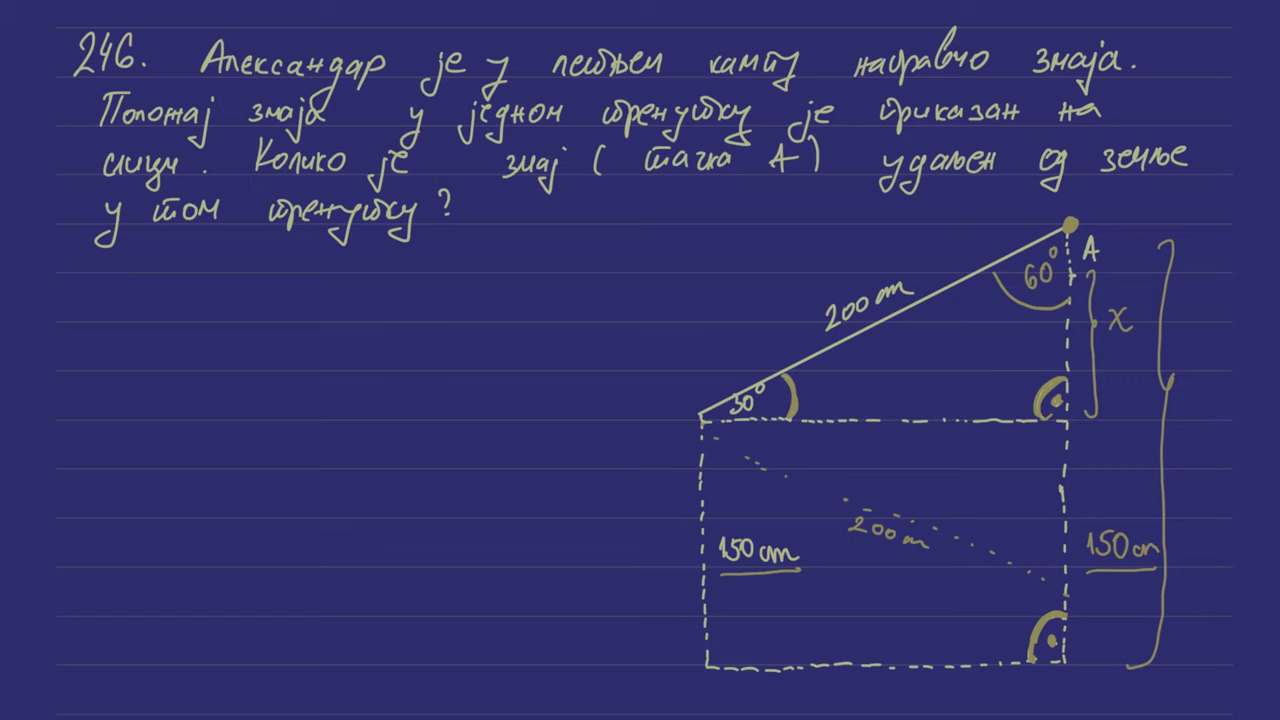 246. Александар је у летњем кампу направио змаја.
Положај змаја у једном тренутку је приказан на
слици. Колико је змај (тачка А) удаљен од земље
у том тренутку?
A
60°
200 cm
x
30°
200 cm
150 cm
150 cm